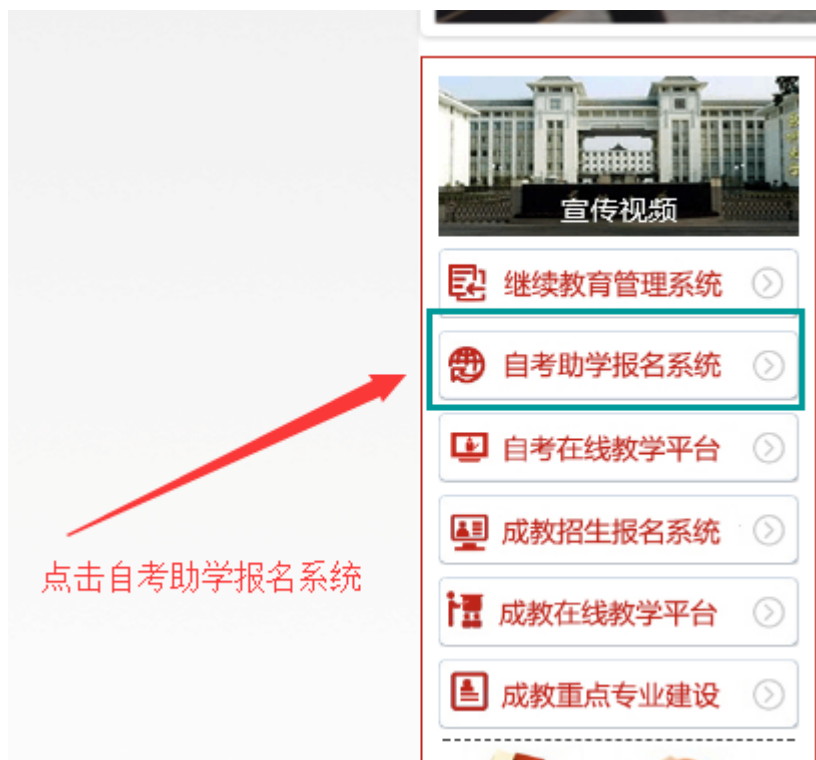 宣传视频
继续教育管理系统
自考助学报名系统
自考在线教学平台
成教招生报名系统
点击自考助学报名系统
成教在线教学平台
成教重点专业建设